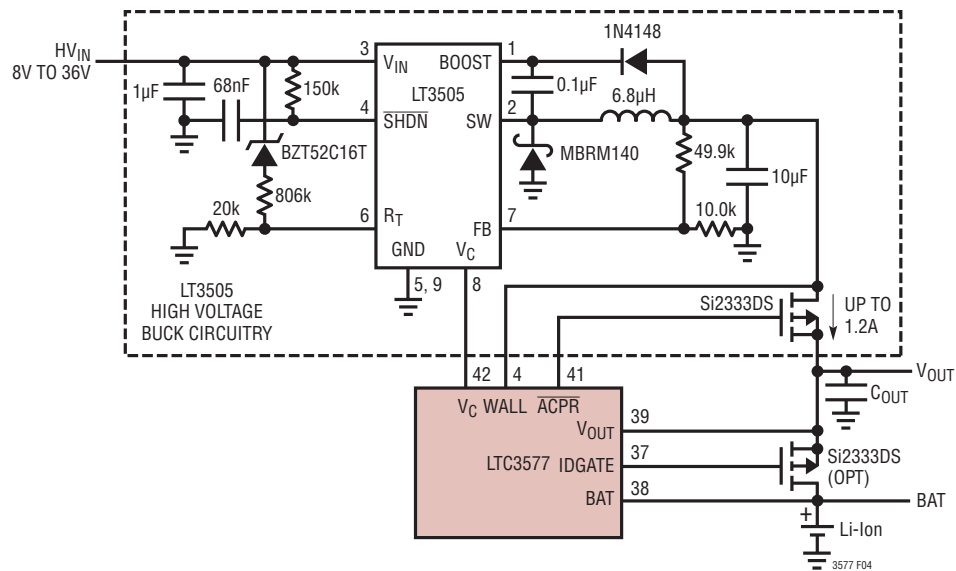 HVIN
8V TO 36V
1µF
68nF
150k
BZT52C16T
806k
20k
LT3505
HIGH VOLTAGE
BUCK CIRCUITRY
3
VIN
BOOST
1
LT3505
4
SHDN
SW
2
6
RT
FB
7
GND
VC
5, 9
8
1N4148
0.1µF
6.8µH
MBRM140
49.9k
10µF
10.0k
Si2333DS
UP TO
1.2A
42
4
41
VC WALL ACPR
VOUT
39
LTC3577 IDGATE
37
BAT
38
VOUT
COUT
Si2333DS
(OPT)
BAT
+
Li-Ion
3577 F04